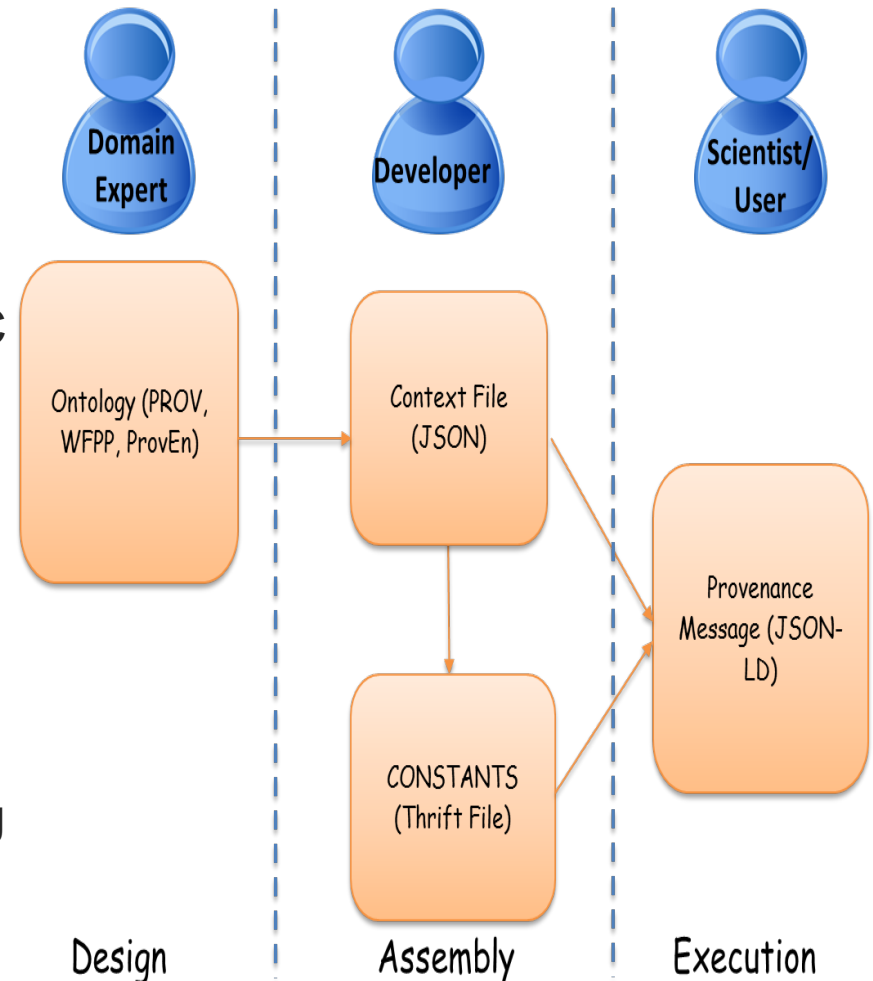 Domain
Expert
Developer
Scientist/
User
Ontology (PROV,
WFPP, ProvEn)
Context File
(JSON)
Provenance
Message (JSON-
LD)
CONSTANTS
(Thrift File)
Design
Assembly
Execution